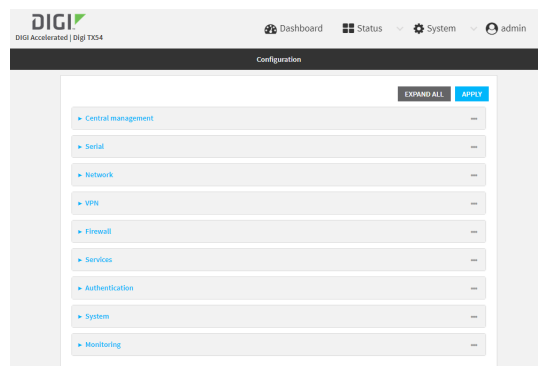 DIGI.
DIGI Accelerated | Digi TX54
Dashboard Status System admin
Configuration
EXPAND ALL APPLY
Central management
Serial
Network
VPN
Firewall
Services
Authentication
System
Monitoring